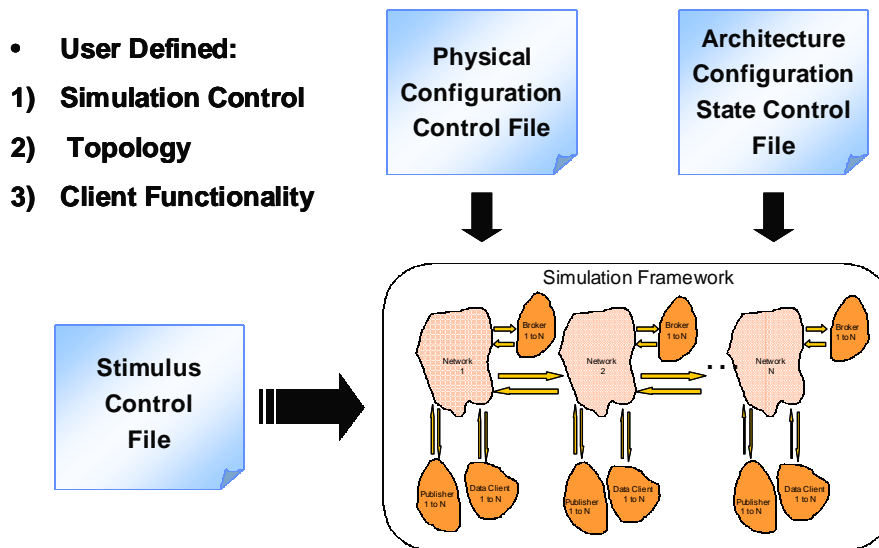 • User Defined:
1) Simulation Control
2) Topology
3) Client Functionality
Physical
Configuration
Control File
Architecture
Configuration
State Control
File
Stimulus
Control
File
Simulation Framework
Broker
1 to N
Broker
1 to N
Broker
1 to N
Network
1
Network
2
...
Network
N
Publisher
1 to N
Data Client
1 to N
Publisher
1 to N
Data Client
1 to N
Publisher
1 to N
Data Client
1 to N